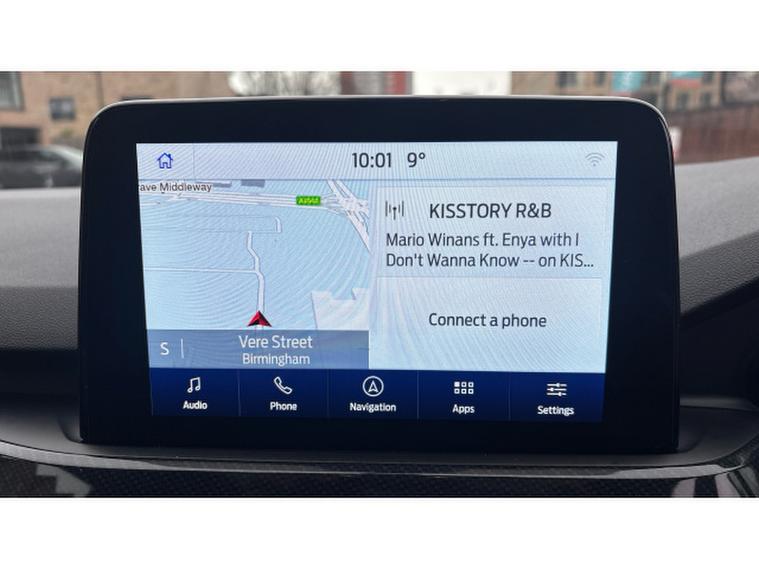 10:01 9°
ave Middleway
KISSTORY R&B
Mario Winans ft. Enya with I
Don't Wanna Know -- on KIS...
Connect a phone
S
Vere Street
Birmingham
Audio
Phone
Navigation
Apps
Settings